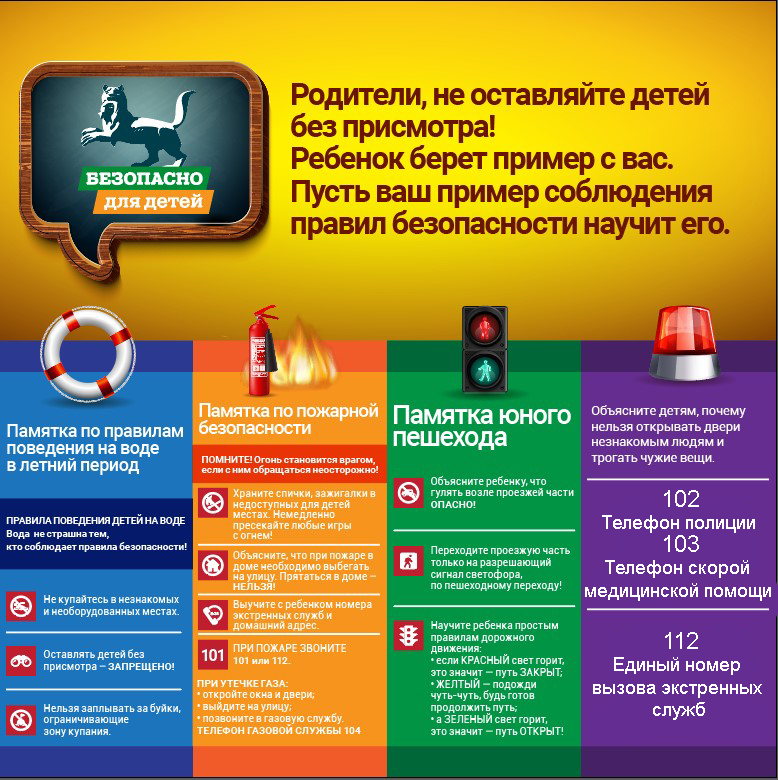 БЕЗОПАСНО
для детей
Родители, не оставляйте детей
без присмотра!
Ребенок берет пример с вас.
Пусть ваш пример соблюдения
правил безопасности научит его.
Памятка по правилам
поведения на воде
в летний период
ПРАВИЛА ПОВЕДЕНИЯ ДЕТЕЙ НА ВОДЕ
Вода не страшна тем,
кто соблюдает правила безопасности!
Не купайтесь в незнакомых
и необорудованных местах.
Оставлять детей без
присмотра – ЗАПРЕЩЕНО!
Нельзя заплывать за буйки,
ограничивающие
зону купания.
Памятка по пожарной
безопасности
ПОМНИТЕ! Огонь становится врагом,
если с ним обращаться неосторожно!
Храните спички, зажигалки в
недоступных для детей
местах. Немедленно
пресекайте любые игры
с огнем!
Объясните, что при пожаре в
доме необходимо выбегать
на улицу. Прятаться в доме –
НЕЛЬЗЯ!
Выучите с ребенком номера
экстренных служб и
домашний адрес.
101
ПРИ ПОЖАРЕ ЗВОНИТЕ
101 или 112.
ПРИ УТЕЧКЕ ГАЗА:
• откройте окна и двери;
• выйдите на улицу;
• позвоните в газовую службу.
ТЕЛЕФОН ГАЗОВОЙ СЛУЖБЫ 104
Памятка юного
пешехода
Объясните ребенку, что
гулять возле проезжей части
ОПАСНО!
Переходите проезжую часть
только на разрешающий
сигнал светофора,
по пешеходному переходу!
Научите ребенка простым
правилам дорожного
движения:
• если КРАСНЫЙ свет горит,
это значит — путь ЗАКРЫТ;
• ЖЕЛТЫЙ — подожди
чуть-чуть, будь готов
продолжить путь;
• а ЗЕЛЕНЫЙ свет горит,
это значит — путь ОТКРЫТ!
Объясните детям, почему
нельзя открывать двери
незнакомым людям и
трогать чужие вещи.
102
Телефон полиции
103
Телефон скорой
медицинской помощи
112
Единый номер
вызова экстренных
служб